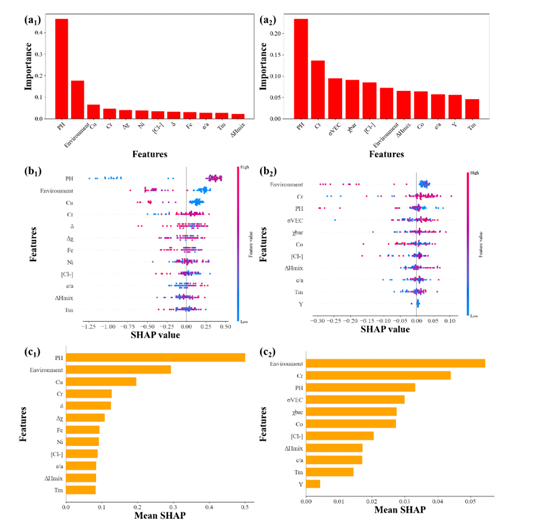 (a₁)
Importance
0.4
0.3
0.2
0.1
0.0
PH
Environment
Cu
Cr
Δg
Ni
[Cl-]
δ
Fe
e/a
Tm
ΔHmix
Features
(a₂)
Importance
0.20
0.15
0.10
0.05
0.00
PH
Cr
σVEC
gbar
[Cl-]
Environment
ΔHmix
Co
e/a
Y
Tm
Features
(b₁)
Features
PH
Environment
Cu
Cr
δ
Δg
Fe
Ni
[Cl-]
e/a
ΔHmix
Tm
−1.25 −1.00 −0.75 −0.50 −0.25 0.00 0.25 0.50
SHAP value
High
Feature value
Low
(b₂)
Features
Environment
Cr
PH
σVEC
gbar
Co
[Cl-]
ΔHmix
e/a
Tm
Y
−0.30 −0.25 −0.20 −0.15 −0.10 −0.05 0.00 0.05 0.10
SHAP value
High
Feature value
Low
(c₁)
Features
PH
Environment
Cu
Cr
δ
Δg
Fe
Ni
[Cl-]
e/a
ΔHmix
Tm
0.0 0.1 0.2 0.3 0.4 0.5
Mean SHAP
(c₂)
Features
Environment
Cr
PH
σVEC
gbar
Co
[Cl-]
ΔHmix
e/a
Tm
Y
0.00 0.01 0.02 0.03 0.04 0.05
Mean SHAP